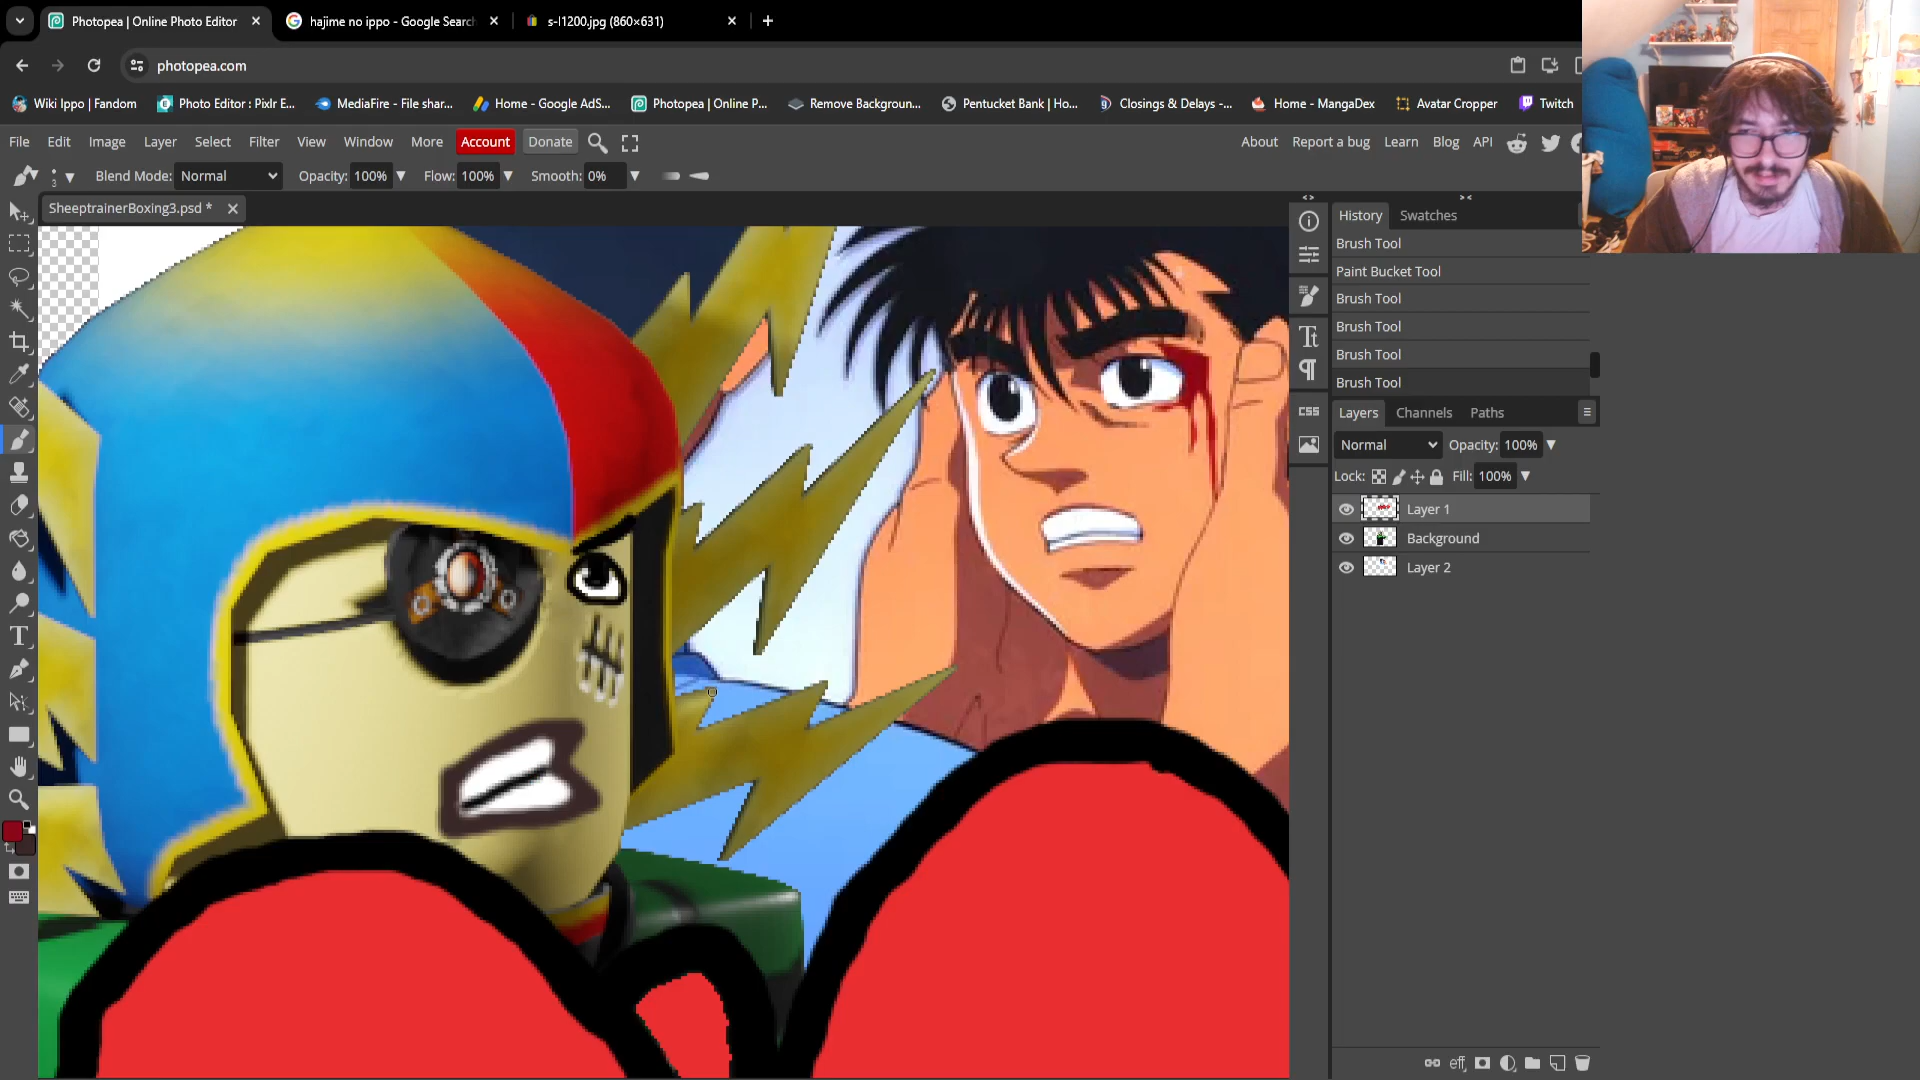 Photopea | Online Photo Editor
hajime no ippo - Google Searc
s-l1200.jpg (860×631)
photopea.com
Wiki Ippo | Fandom
Photo Editor : Pixlr E...
MediaFire - File shar...
Home - Google AdS...
Photopea | Online P...
Remove Backgroun...
Pentucket Bank | Ho...
Closings & Delays -...
Home - MangaDex
Avatar Cropper
Twitch
File Edit Image Layer Select Filter View Window More Account Donate
About Report a bug Learn Blog API
3 Blend Mode: Normal Opacity: 100% Flow: 100% Smooth: 0%
SheeptrainerBoxing3.psd *
History Swatches
Brush Tool
Paint Bucket Tool
Brush Tool
Brush Tool
Brush Tool
Brush Tool
CSS
Layers Channels Paths
Normal Opacity: 100%
Lock: Fill: 100%
Layer 1
Background
Layer 2
eff